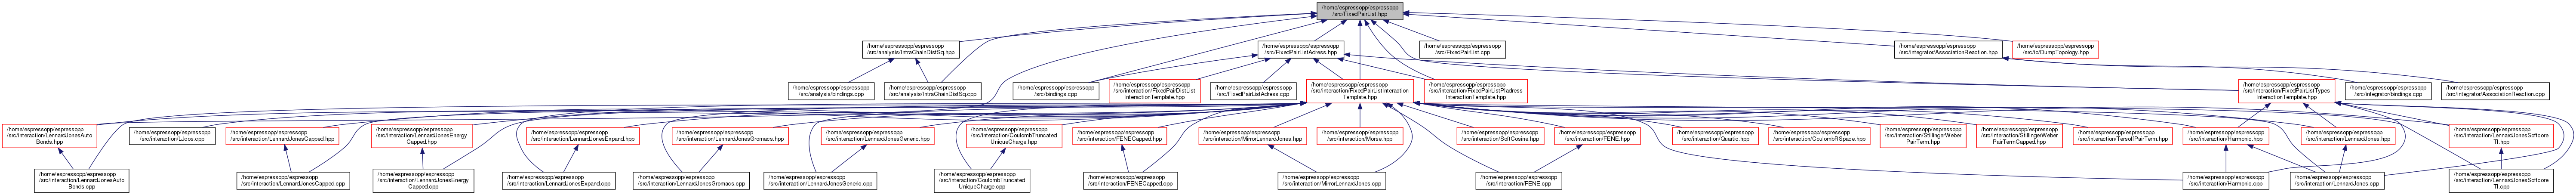 /home/espressopp/espressopp
/src/FixedPairList.hpp
/home/espressopp/espressopp
/src/analysis/IntraChainDistSq.hpp
/home/espressopp/espressopp
/src/FixedPairListAdress.hpp
/home/espressopp/espressopp
/src/FixedPairList.cpp
/home/espressopp/espressopp
/src/integrator/AssociationReaction.hpp
/home/espressopp/espressopp
/src/io/DumpTopology.hpp
/home/espressopp/espressopp
/src/analysis/bindings.cpp
/home/espressopp/espressopp
/src/analysis/IntraChainDistSq.cpp
/home/espressopp/espressopp
/src/bindings.cpp
/home/espressopp/espressopp
/src/interaction/FixedPairDistList
InteractionTemplate.hpp
/home/espressopp/espressopp
/src/FixedPairListAdress.cpp
/home/espressopp/espressopp
/src/interaction/FixedPairListInteraction
Template.hpp
/home/espressopp/espressopp
/src/interaction/FixedPairListPIadress
InteractionTemplate.hpp
/home/espressopp/espressopp
/src/interaction/FixedPairListTypes
InteractionTemplate.hpp
/home/espressopp/espressopp
/src/integrator/bindings.cpp
/home/espressopp/espressopp
/src/integrator/AssociationReaction.cpp
/home/espressopp/espressopp
/src/interaction/LennardJonesAuto
Bonds.hpp
/home/espressopp/espressopp
/src/interaction/LJcos.cpp
/home/espressopp/espressopp
/src/interaction/LennardJonesCapped.hpp
/home/espressopp/espressopp
/src/interaction/LennardJonesEnergy
Capped.hpp
/home/espressopp/espressopp
/src/interaction/LennardJonesExpand.hpp
/home/espressopp/espressopp
/src/interaction/LennardJonesGromacs.hpp
/home/espressopp/espressopp
/src/interaction/LennardJonesGeneric.hpp
/home/espressopp/espressopp
/src/interaction/CoulombTruncated
UniqueCharge.hpp
/home/espressopp/espressopp
/src/interaction/FENECapped.hpp
/home/espressopp/espressopp
/src/interaction/MirrorLennardJones.hpp
/home/espressopp/espressopp
/src/interaction/Morse.hpp
/home/espressopp/espressopp
/src/interaction/SoftCosine.hpp
/home/espressopp/espressopp
/src/interaction/FENE.hpp
/home/espressopp/espressopp
/src/interaction/Quartic.hpp
/home/espressopp/espressopp
/src/interaction/CoulombRSpace.hpp
/home/espressopp/espressopp
/src/interaction/StillingerWeber
PairTerm.hpp
/home/espressopp/espressopp
/src/interaction/StillingerWeber
PairTermCapped.hpp
/home/espressopp/espressopp
/src/interaction/TersoffPairTerm.hpp
/home/espressopp/espressopp
/src/interaction/Harmonic.hpp
/home/espressopp/espressopp
/src/interaction/LennardJones.hpp
/home/espressopp/espressopp
/src/interaction/LennardJonesSoftcore
TI.hpp
/home/espressopp/espressopp
/src/interaction/LennardJonesAuto
Bonds.cpp
/home/espressopp/espressopp
/src/interaction/LennardJonesCapped.cpp
/home/espressopp/espressopp
/src/interaction/LennardJonesEnergy
Capped.cpp
/home/espressopp/espressopp
/src/interaction/LennardJonesExpand.cpp
/home/espressopp/espressopp
/src/interaction/LennardJonesGromacs.cpp
/home/espressopp/espressopp
/src/interaction/LennardJonesGeneric.cpp
/home/espressopp/espressopp
/src/interaction/CoulombTruncated
UniqueCharge.cpp
/home/espressopp/espressopp
/src/interaction/FENECapped.cpp
/home/espressopp/espressopp
/src/interaction/MirrorLennardJones.cpp
/home/espressopp/espressopp
/src/interaction/FENE.cpp
/home/espressopp/espressopp
/src/interaction/Harmonic.cpp
/home/espressopp/espressopp
/src/interaction/LennardJones.cpp
/home/espressopp/espressopp
/src/interaction/LennardJonesSoftcore
TI.cpp